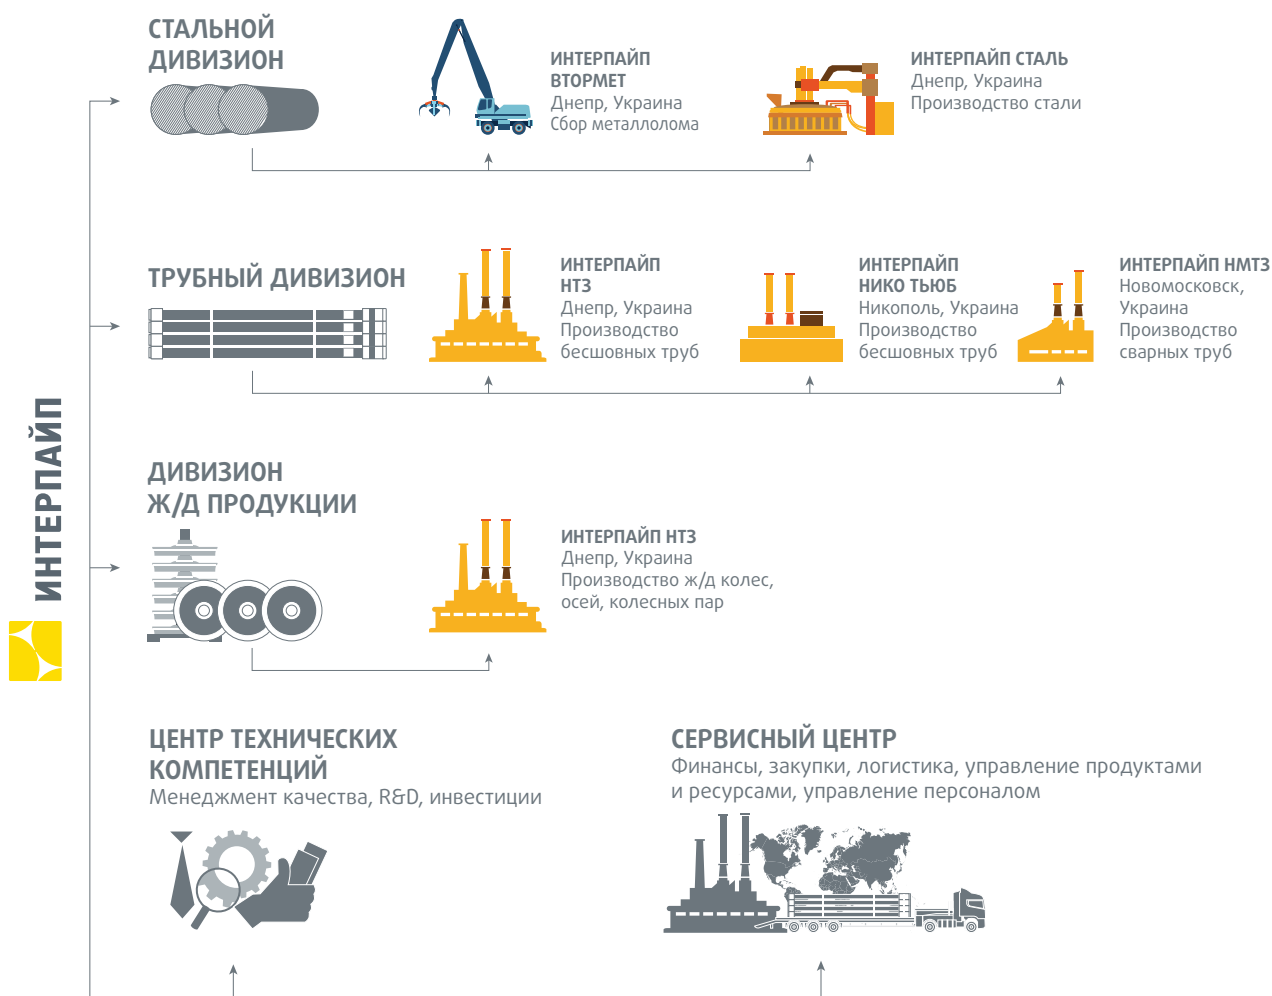 СТАЛЬНОЙ
ДИВИЗИОН
ИНТЕРПАЙП
ВТОРМЕТ
Днепр, Украина
Сбор металлолома
ИНТЕРПАЙП СТАЛЬ
Днепр, Украина
Производство стали
ТРУБНЫЙ ДИВИЗИОН
ИНТЕРПАЙП
НТЗ
Днепр, Украина
Производство
бесшовных труб
ИНТЕРПАЙП
НИКО ТЬЮБ
Никополь, Украина
Производство
бесшовных труб
ИНТЕРПАЙП НМТЗ
Новомосковск,
Украина
Производство
сварных труб
ИНТЕРПАЙП
ДИВИЗИОН
Ж/Д ПРОДУКЦИИ
ИНТЕРПАЙП НТЗ
Днепр, Украина
Производство ж/д колес,
осей, колесных пар
ЦЕНТР ТЕХНИЧЕСКИХ
КОМПЕТЕНЦИЙ
Менеджмент качества, R&D, инвестиции
СЕРВИСНЫЙ ЦЕНТР
Финансы, закупки, логистика, управление продуктами
и ресурсами, управление персоналом